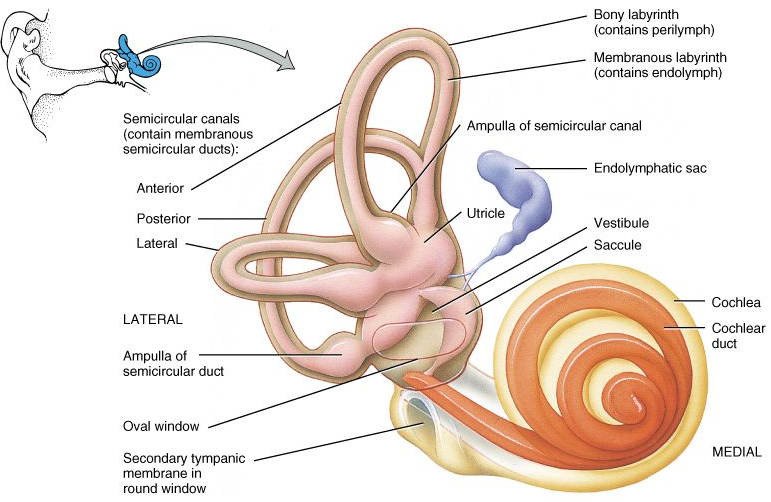 Bony labyrinth
(contains perilymph)
Membranous labyrinth
(contains endolymph)
Semicircular canals
(contain membranous
semicircular ducts):
Ampulla of semicircular canal
Endolymphatic sac
Anterior
Utricle
Posterior
Vestibule
Lateral
Saccule
Cochlea
LATERAL
Cochlear
duct
Ampulla of
semicircular duct
Oval window
MEDIAL
Secondary tympanic
membrane in
round window